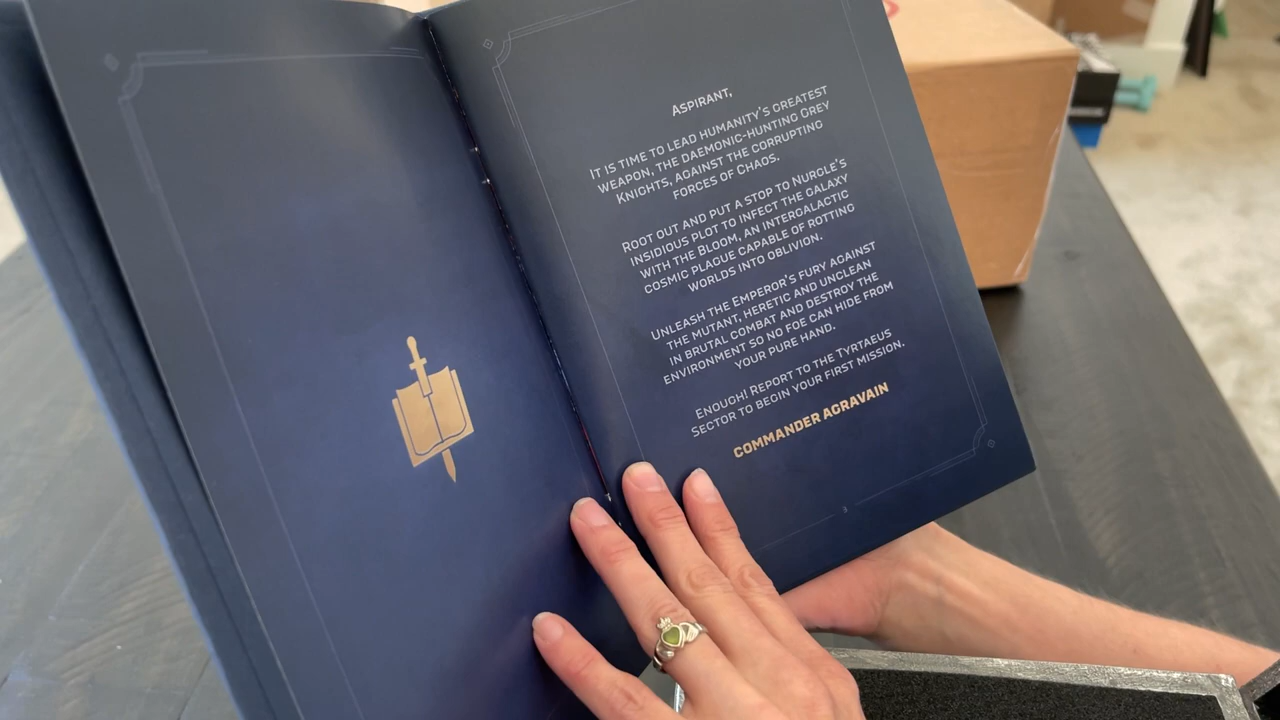 Aspirant,
It is time to lead humanity's greatest
weapon, the daemonic-hunting Grey
Knights, against the corrupting
forces of Chaos.
Root out and put a stop to Nurgle's
insidious plot to infect the galaxy
with the Bloom, an intergalactic
cosmic plague capable of rotting
worlds into oblivion.
Unleash the Emperor's fury against
the mutant, heretic and unclean
in brutal combat and destroy the
environment so no foe can hide from
your pure hand.
Enough! Report to the Tyrtaeus
Sector to begin your first mission.
COMMANDER AGRAVAIN